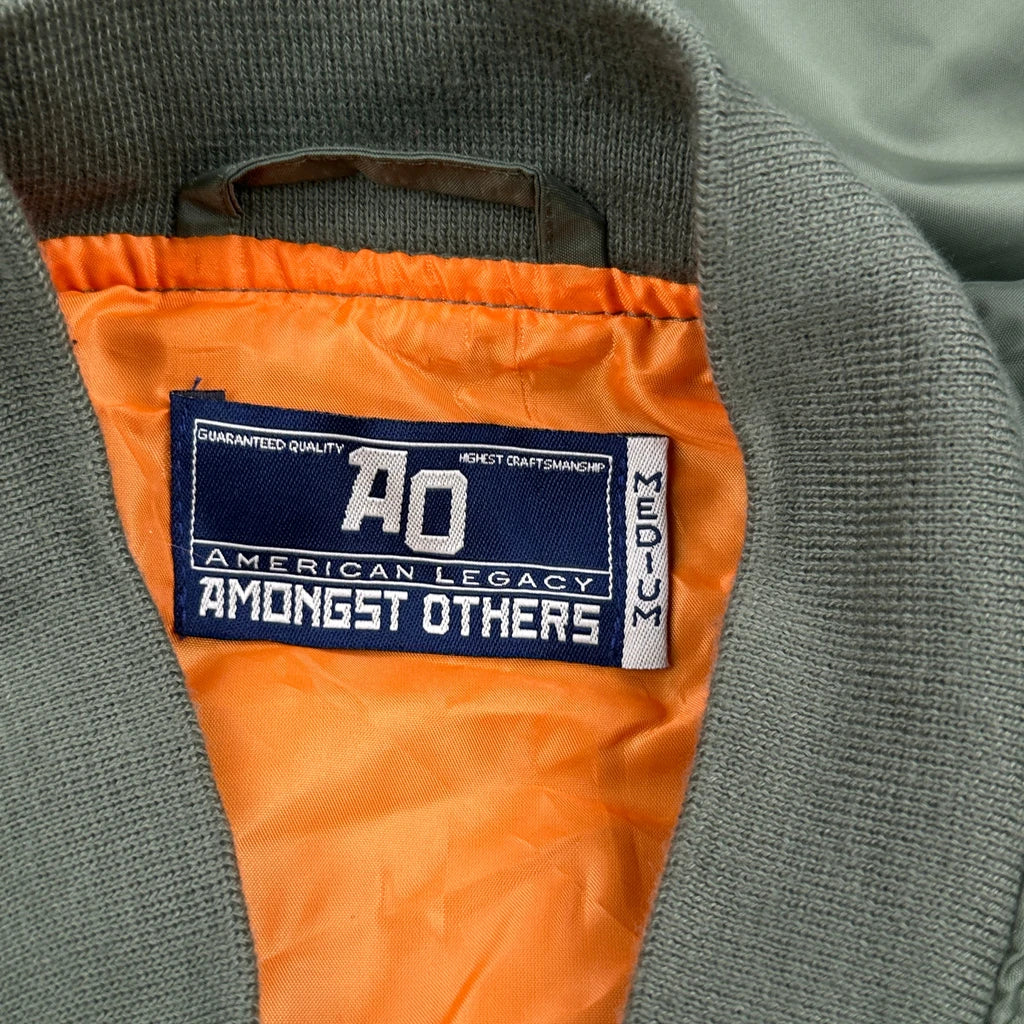 GUARANTEED QUALITY
HIGHEST CRAFTSMANSHIP
AO
AMERICAN LEGACY
AMONGST OTHERS
MEDIUM